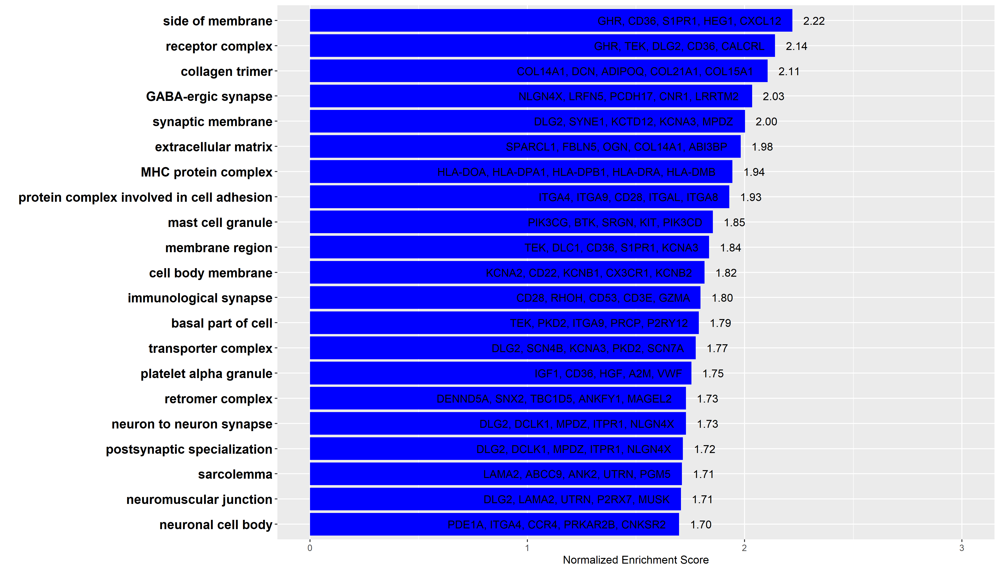 side of membrane GHR, CD36, S1PR1, HEG1, CXCL12 2.22
receptor complex GHR, TEK, DLG2, CD36, CALCRL 2.14
collagen trimer COL14A1, DCN, ADIPOQ, COL21A1, COL15A1 2.11
GABA-ergic synapse NLGN4X, LRFN5, PCDH17, CNR1, LRRTM2 2.03
synaptic membrane DLG2, SYNE1, KCTD12, KCNA3, MPDZ 2.00
extracellular matrix SPARCL1, FBLN5, OGN, COL14A1, ABI3BP 1.98
MHC protein complex HLA-DOA, HLA-DPA1, HLA-DPB1, HLA-DRA, HLA-DMB 1.94
protein complex involved in cell adhesion ITGA4, ITGA9, CD28, ITGAL, ITGA8 1.93
mast cell granule PIK3CG, BTK, SRGN, KIT, PIK3CD 1.85
membrane region TEK, DLC1, CD36, S1PR1, KCNA3 1.84
cell body membrane KCNA2, CD22, KCNB1, CX3CR1, KCNB2 1.82
immunological synapse CD28, RHOH, CD53, CD3E, GZMA 1.80
basal part of cell TEK, PKD2, ITGA9, PRCP, P2RY12 1.79
transporter complex DLG2, SCN4B, KCNA3, PKD2, SCN7A 1.77
platelet alpha granule IGF1, CD36, HGF, A2M, VWF 1.75
retromer complex DENND5A, SNX2, TBC1D5, ANKFY1, MAGEL2 1.73
neuron to neuron synapse DLG2, DCLK1, MPDZ, ITPR1, NLGN4X 1.73
postsynaptic specialization DLG2, DCLK1, MPDZ, ITPR1, NLGN4X 1.72
sarcolemma LAMA2, ABCC9, ANK2, UTRN, PGM5 1.71
neuromuscular junction DLG2, LAMA2, UTRN, P2RX7, MUSK 1.71
neuronal cell body PDE1A, ITGA4, CCR4, PRKAR2B, CNKSR2 1.70
0 1 2 3
Normalized Enrichment Score